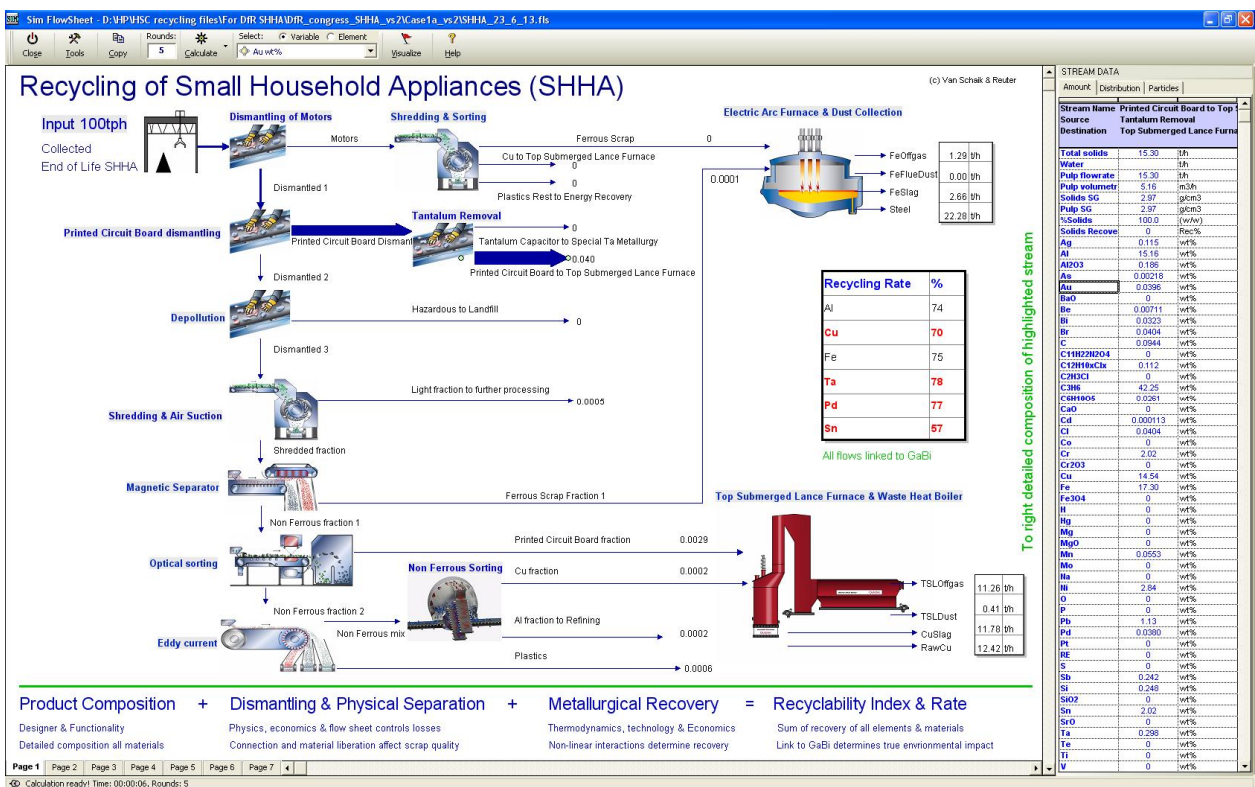 Sim FlowSheet - D:\HP\HSC recycling files\For DfR SHHA\DfR_congress_SHHA_vs2\Case1a_vs2\SHHA_23_6_13.fls
Close Tools Copy Rounds: 5 Calculate Select: Variable Element Au wt% Visualize Help
Recycling of Small Household Appliances (SHHA)
(c) Van Schaik & Reuter
Input 100tph
Collected
End of Life SHHA
Dismantling of Motors
Motors
Shredding & Sorting
Ferrous Scrap 0
Cu to Top Submerged Lance Furnace
0
0
Plastics Rest to Energy Recovery
Electric Arc Furnace & Dust Collection
0.0001
FeOffgas 1.29 t/h
FeFlueDust 0.00 t/h
FeSlag 2.66 t/h
Steel 22.28 t/h
Dismantled 1
Printed Circuit Board dismantling
Printed Circuit Board Dismant
Tantalum Removal
0
Tantalum Capacitor to Special Ta Metallurgy
0.040
Printed Circuit Board to Top Submerged Lance Furnace
Dismantled 2
Depollution
Hazardous to Landfill
0
Dismantled 3
Shredding & Air Suction
Light fraction to further processing
0.0005
Shredded fraction
Recycling Rate %
Al 74
Cu 70
Fe 75
Ta 78
Pd 77
Sn 57
All flows linked to GaBi
To right detailed composition of highlighted stream
Magnetic Separator
Ferrous Scrap Fraction 1
Non Ferrous fraction 1
Optical sorting
Printed Circuit Board fraction 0.0029
Non Ferrous Sorting
Cu fraction 0.0002
Non Ferrous fraction 2
Non Ferrous mix
Al fraction to Refining
0.0002
Eddy current
Plastics
0.0006
Top Submerged Lance Furnace & Waste Heat Boiler
TSLOffgas 11.26 t/h
TSLDust 0.41 t/h
CuSlag 11.78 t/h
RawCu 12.42 t/h
Product Composition + Dismantling & Physical Separation + Metallurgical Recovery = Recyclability Index & Rate
Designer & Functionality Physics, economics & flow sheet controls losses Thermodynamics, technology & Economics Sum of recovery of all elements & materials
Detailed composition all materials Connection and material liberation affect scrap quality Non-linear interactions determine recovery Link to GaBi determines true envrionmental impact
Page 1 Page 2 Page 3 Page 4 Page 5 Page 6 Page 7
Calculation ready! Time: 00:00:06, Rounds: 5
STREAM DATA
Amount Distribution Particles
Stream Name Printed Circuit Board to Top
Source Tantalum Removal
Destination Top Submerged Lance Furna
Total solids 15.30 t/h
Water t/h
Pulp flowrate 15.30 t/h
Pulp volumetr 5.16 m3/h
Solids SG 2.97 g/cm3
Pulp SG 2.97 g/cm3
%Solids 100.0 (w/w)
Solids Recove 0 Rec%
Ag 0.115 wt%
Al 15.16 wt%
Al2O3 0.186 wt%
As 0.00218 wt%
Au 0.0396 wt%
BaO 0 wt%
Be 0.00711 wt%
Bi 0.0323 wt%
Br 0.0404 wt%
C 0.0944 wt%
C11H22N2O4 0 wt%
C12H10xClx 0.112 wt%
C2H3Cl 0 wt%
C3H6 42.25 wt%
C6H10O5 0.0261 wt%
CaO 0 wt%
Cd 0.000113 wt%
Cl 0.0404 wt%
Co 0 wt%
Cr 2.02 wt%
Cr2O3 0 wt%
Cu 14.54 wt%
Fe 17.30 wt%
Fe3O4 0 wt%
H 0 wt%
Hg 0 wt%
Mg 0 wt%
MgO 0 wt%
Mn 0.0553 wt%
Mo 0 wt%
Na 0 wt%
Ni 2.84 wt%
O 0 wt%
P 0 wt%
Pb 1.13 wt%
Pd 0.0380 wt%
Pt 0 wt%
RE 0 wt%
S 0 wt%
Sb 0.242 wt%
Si 0.248 wt%
SiO2 0 wt%
Sn 2.02 wt%
SrO 0 wt%
Ta 0.298 wt%
Te 0 wt%
Ti 0 wt%
V 0 wt%